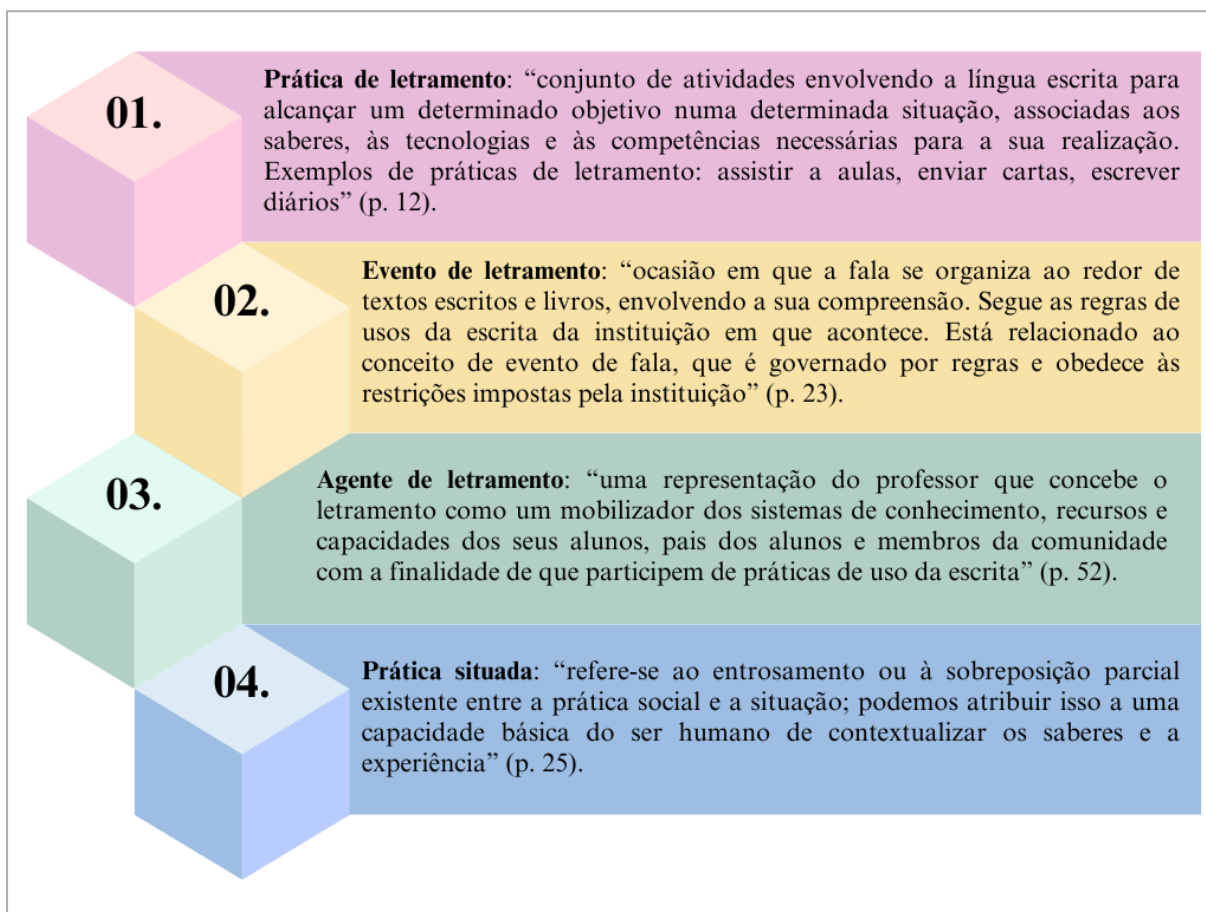 01.
Prática de letramento: “conjunto de atividades envolvendo a língua escrita para
alcançar um determinado objetivo numa determinada situação, associadas aos
saberes, às tecnologias e às competências necessárias para a sua realização.
Exemplos de práticas de letramento: assistir a aulas, enviar cartas, escrever
diários” (p. 12).
02.
Evento de letramento: “ocasião em que a fala se organiza ao redor de
textos escritos e livros, envolvendo a sua compreensão. Segue as regras de
usos da escrita da instituição em que acontece. Está relacionado ao
conceito de evento de fala, que é governado por regras e obedece às
restrições impostas pela instituição” (p. 23).
03.
Agente de letramento: “uma representação do professor que concebe o
letramento como um mobilizador dos sistemas de conhecimento, recursos e
capacidades dos seus alunos, pais dos alunos e membros da comunidade
com a finalidade de que participem de práticas de uso da escrita” (p. 52).
04.
Prática situada: “refere-se ao entrosamento ou à sobreposição parcial
existente entre a prática social e a situação; podemos atribuir isso a uma
capacidade básica do ser humano de contextualizar os saberes e a
experiência” (p. 25).